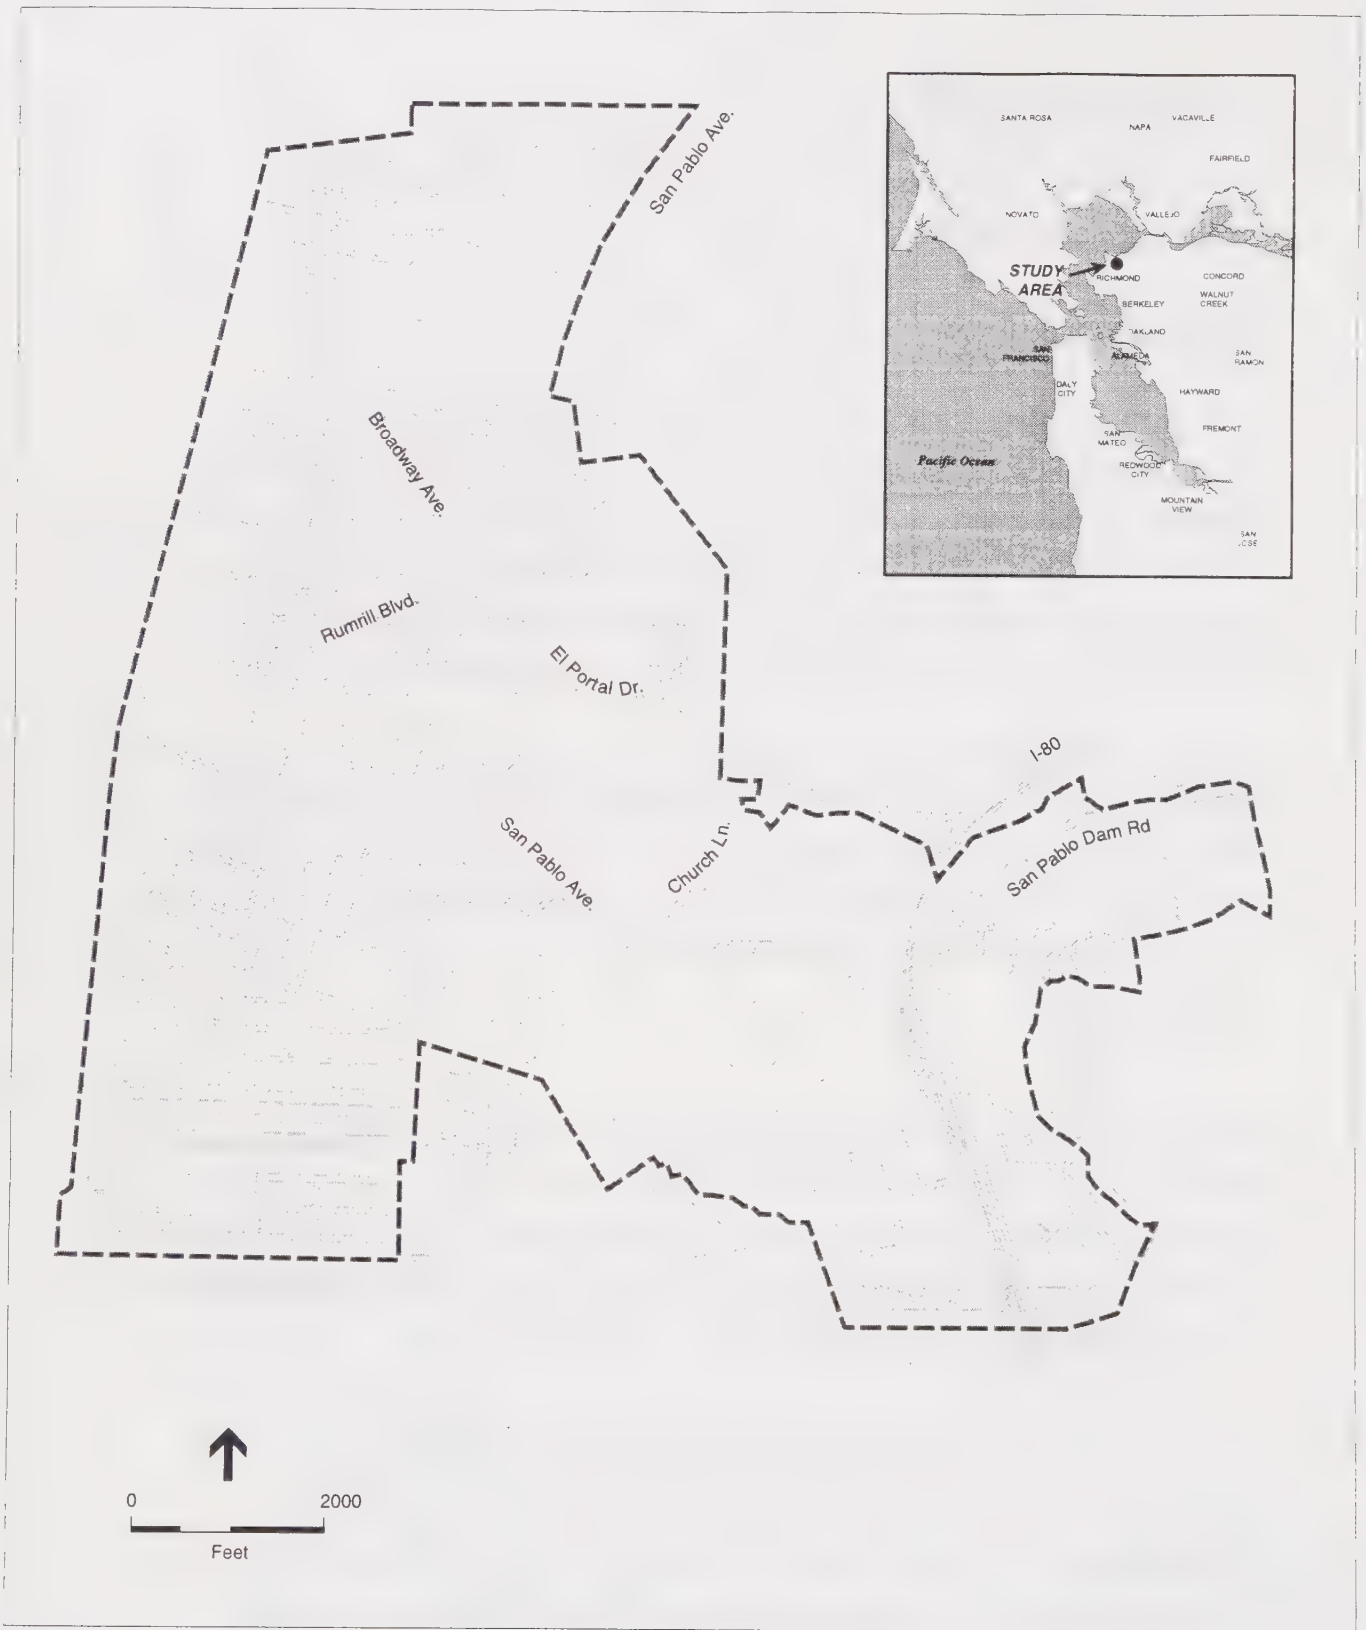 San Pablo Ave.
SANTA ROSA
NAPA
VACAVILLE
FAIRFIELD
NOVATO
VALLEJO
STUDY
AREA
RICHMOND
CONCORD
WALNUT
CREEK
BERKELEY
OAKLAND
SAN
FRANCISCO
ALAMEDA
SAN
RAMON
DALY
CITY
HAYWARD
SAN
MATEO
FREMONT
Pacific Ocean
REDWOOD
CITY
MOUNTAIN
VIEW
SAN
JOSE
Broadway Ave.
Rumrill Blvd.
El Portal Dr.
I-80
San Pablo Ave.
Church Ln.
San Pablo Dam Rd
0 2000
Feet